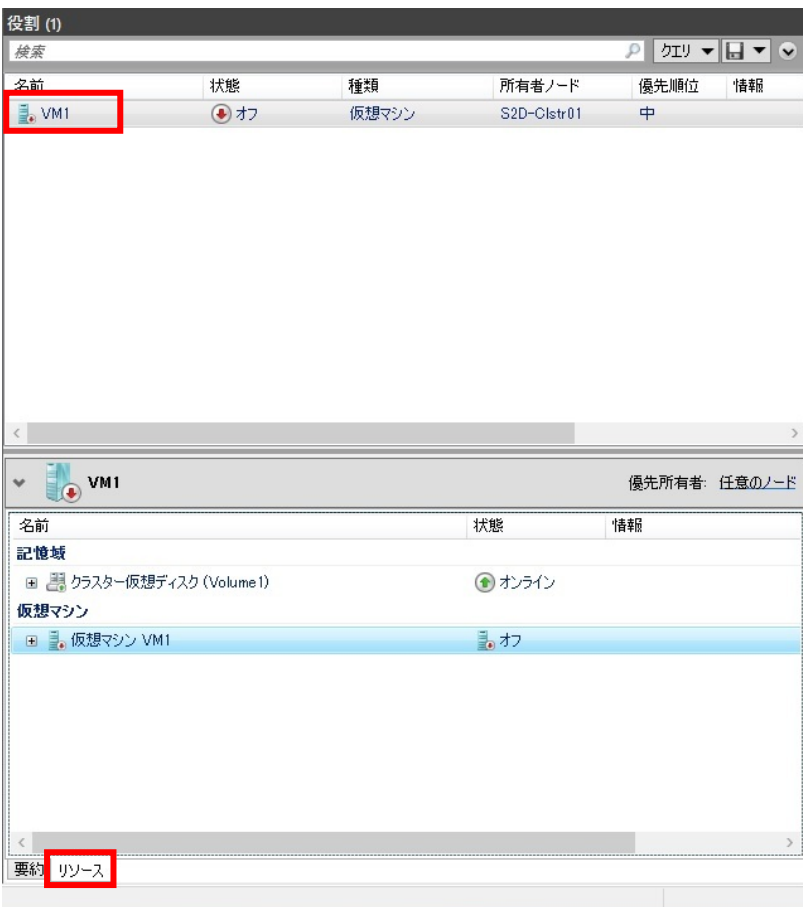 役割 (1)
検索 クエリ
名前 状態 種類 所有者ノード 優先順位 情報
VM1 オフ 仮想マシン S2D-Clstr01 中
VM1 優先所有者: 任意のノード
名前 状態 情報
記憶域
クラスター仮想ディスク (Volume1) オンライン
仮想マシン
仮想マシン VM1 オフ
要約 リソース